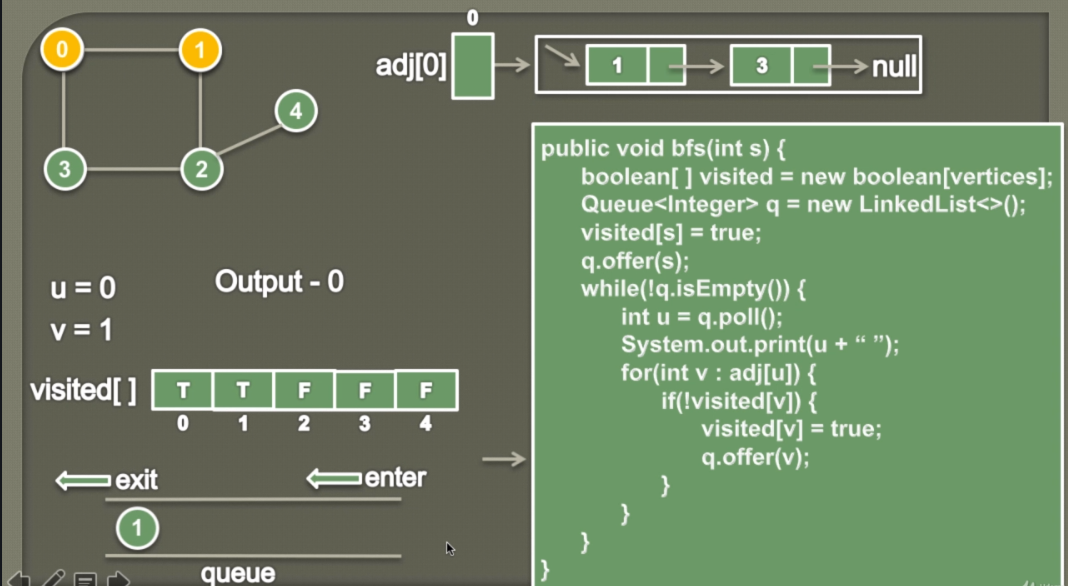 0
1
4
3
2
0
adj[0]
1
3
null
u = 0
Output - 0
v = 1
visited[ ]
T T F F F
0 1 2 3 4
exit
enter
1
queue
public void bfs(int s) {
boolean[ ] visited = new boolean[vertices];
Queue<Integer> q = new LinkedList<>();
visited[s] = true;
q.offer(s);
while(!q.isEmpty()) {
int u = q.poll();
System.out.print(u + “ ”);
for(int v : adj[u]) {
if(!visited[v]) {
visited[v] = true;
q.offer(v);
}
}
}
}